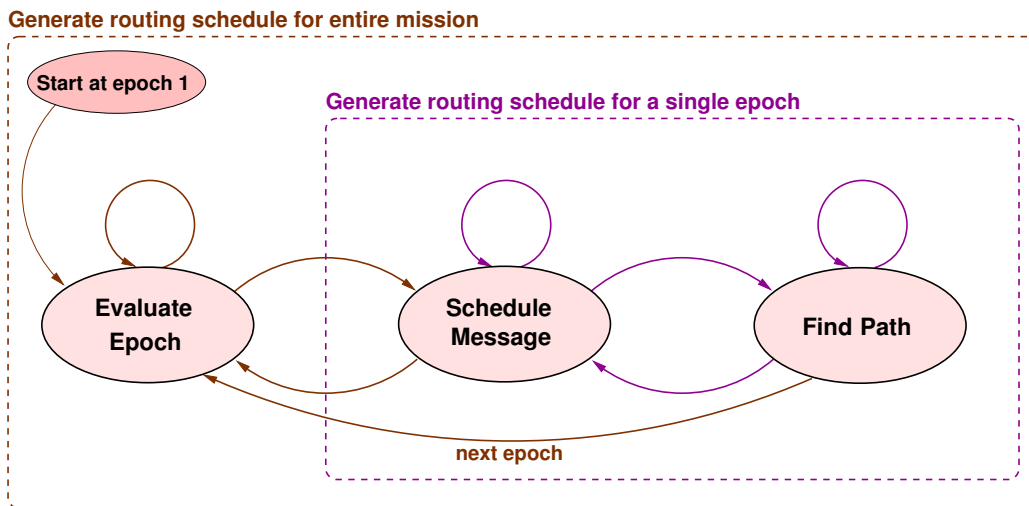 Generate routing schedule for entire mission
Start at epoch 1
Generate routing schedule for a single epoch
Evaluate
Epoch
Schedule
Message
Find Path
next epoch